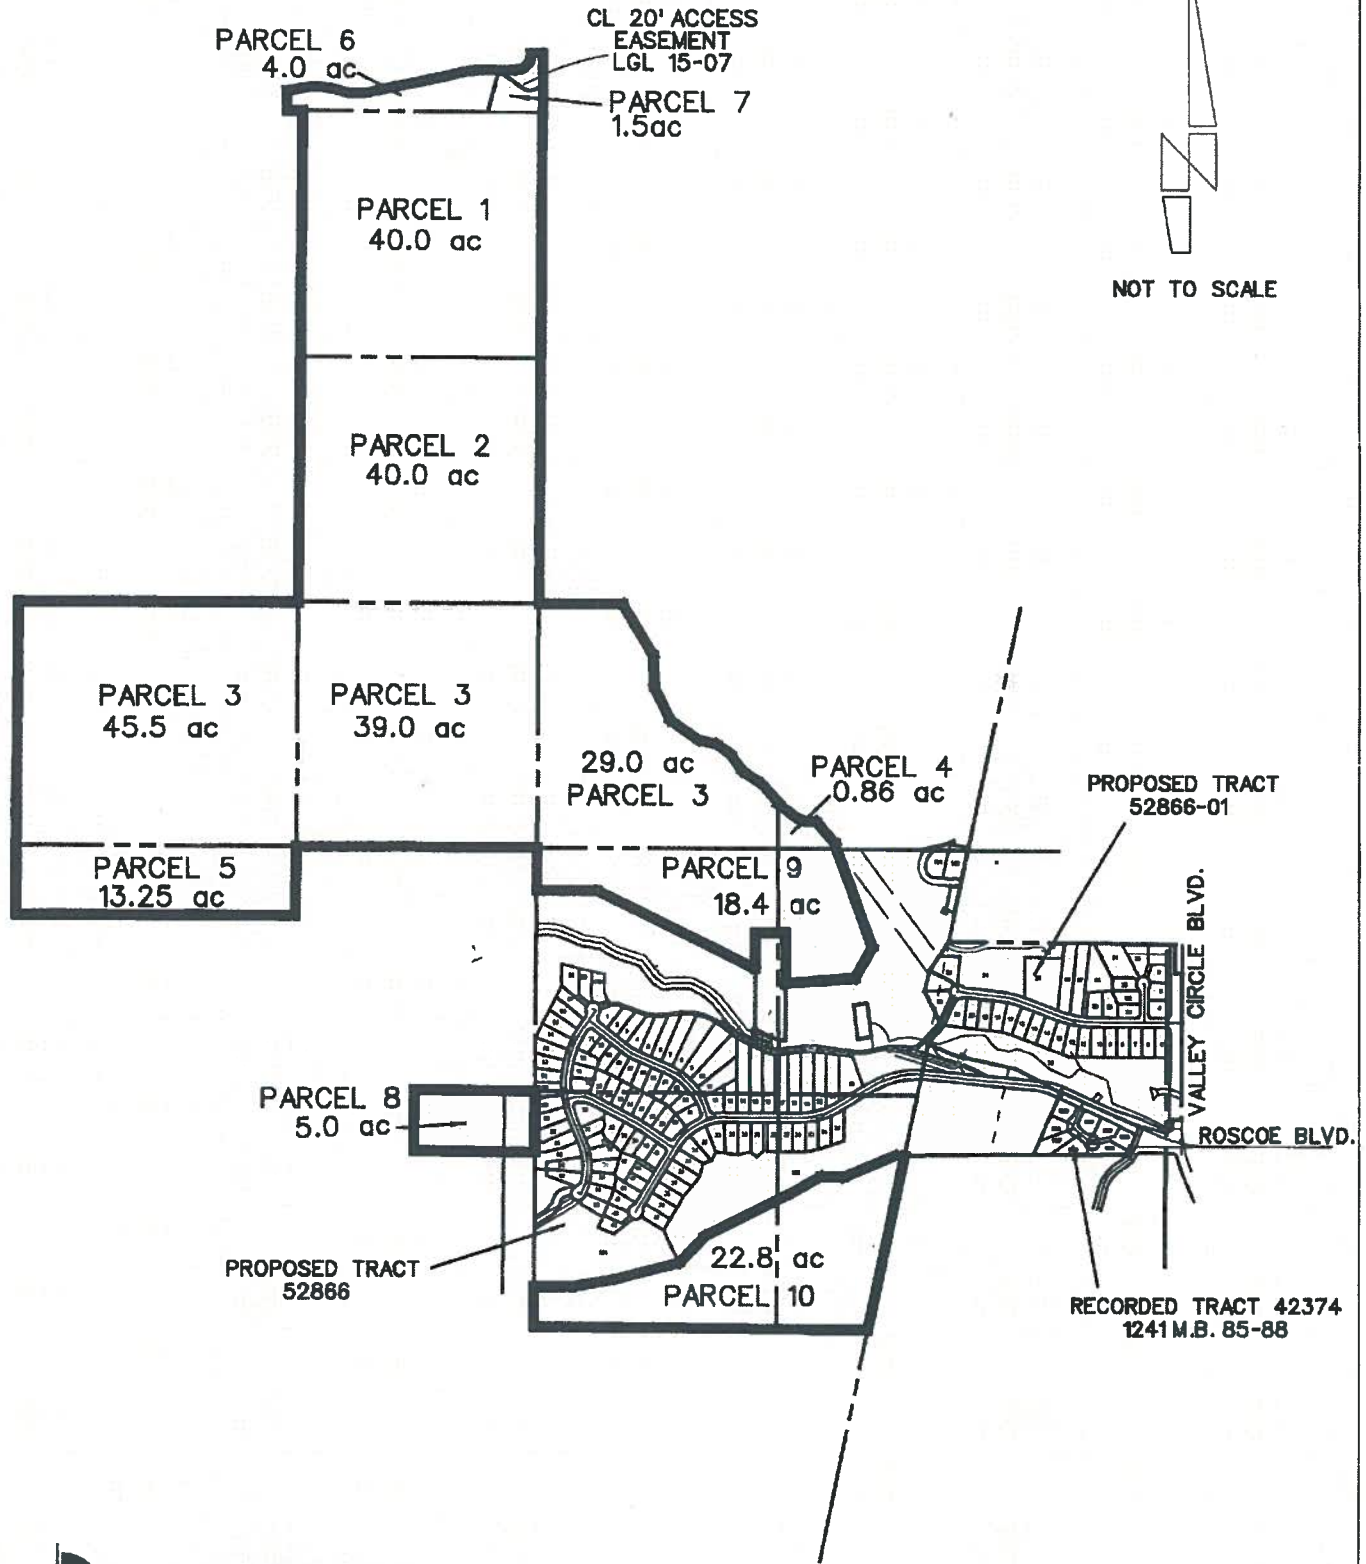 CL 20' ACCESS
EASEMENT
LGL 15-07
PARCEL 6
4.0 ac
PARCEL 7
1.5ac
PARCEL 1
40.0 ac
NOT TO SCALE
PARCEL 2
40.0 ac
PARCEL 3
45.5 ac
PARCEL 3
39.0 ac
29.0 ac
PARCEL 3
PARCEL 4
0.86 ac
PROPOSED TRACT
52866-01
PARCEL 5
13.25 ac
PARCEL 9
18.4 ac
VALLEY CIRCLE BLVD.
PARCEL 8
5.0 ac
ROSCOE BLVD.
PROPOSED TRACT
52866
22.8 ac
PARCEL 10
RECORDED TRACT 42374
1241 M.B. 85-88